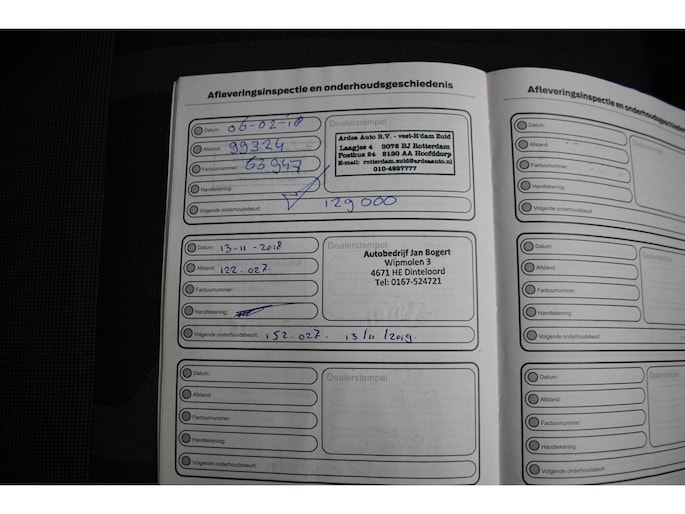 Afleveringsinspectie en onderhoudsgeschiedenis
Datum: 06-02-'18
Afstand 99324
Factuurnummer: 63947
Handtekening:
Volgende onderhoudsbeurt: 129000
Dealerstempel
Ardea Auto B.V. - vest-R'dam Zuid
Laagjes 4 3076 BJ Rotterdam
Postbus 24 2130 AA Hoofddorp
E-mail: rotterdam.zuid@ardeaauto.nl
010-4927777
Datum: 13-11-2018
Afstand: 122.027.
Factuurnummer:
Handtekening:
Volgende onderhoudsbeurt: 152.027. 13/11/2019.
Dealerstempel
Autobedrijf Jan Bogert
Wipmolen 3
4671 HE Dinteloord
Tel: 0167-524721
Datum:
Afstand:
Factuurnummer:
Handtekening:
Volgende onderhoudsbeurt:
Dealerstempel
Afleveringsinspectie en onderhoudsges
Datum:
Afstand:
Factuurnummer:
Handtekening:
Volgende onderhoudsbeurt:
Datum:
Afstand:
Factuurnummer:
Handtekening:
Volgende onderhoudsbeurt:
Datum:
Afstand:
Factuurnummer:
Handtekening:
Volgende onderhoudsbeurt: